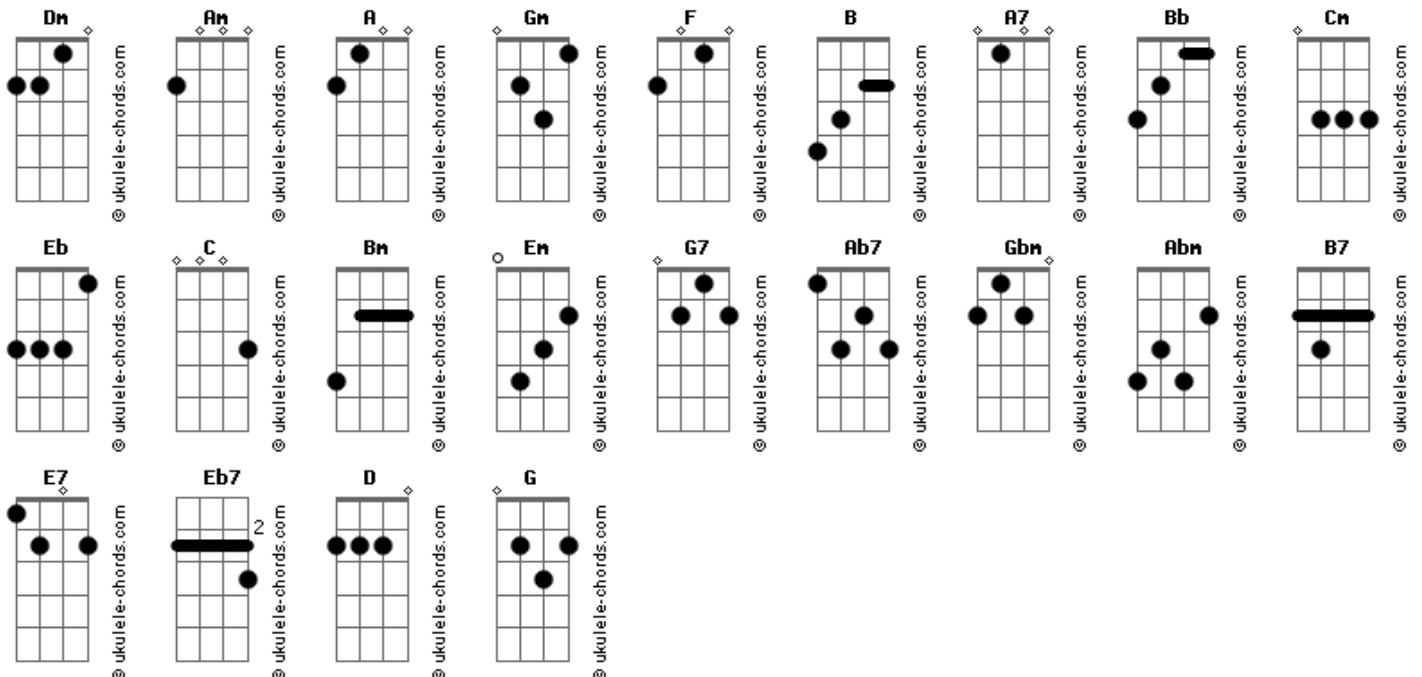 Dm Am A Gm F B A7 Bb Cm
© ukulele-chords.com © ukulele-chords.com © ukulele-chords.com © ukulele-chords.com © ukulele-chords.com © ukulele-chords.com © ukulele-chords.com © ukulele-chords.com © ukulele-chords.com
Eb C Bm Em G7 Ab7 Gbm Abm B7
© ukulele-chords.com © ukulele-chords.com © ukulele-chords.com © ukulele-chords.com © ukulele-chords.com © ukulele-chords.com © ukulele-chords.com © ukulele-chords.com © ukulele-chords.com
E7 Eb7 D G
2
© ukulele-chords.com © ukulele-chords.com © ukulele-chords.com © ukulele-chords.com